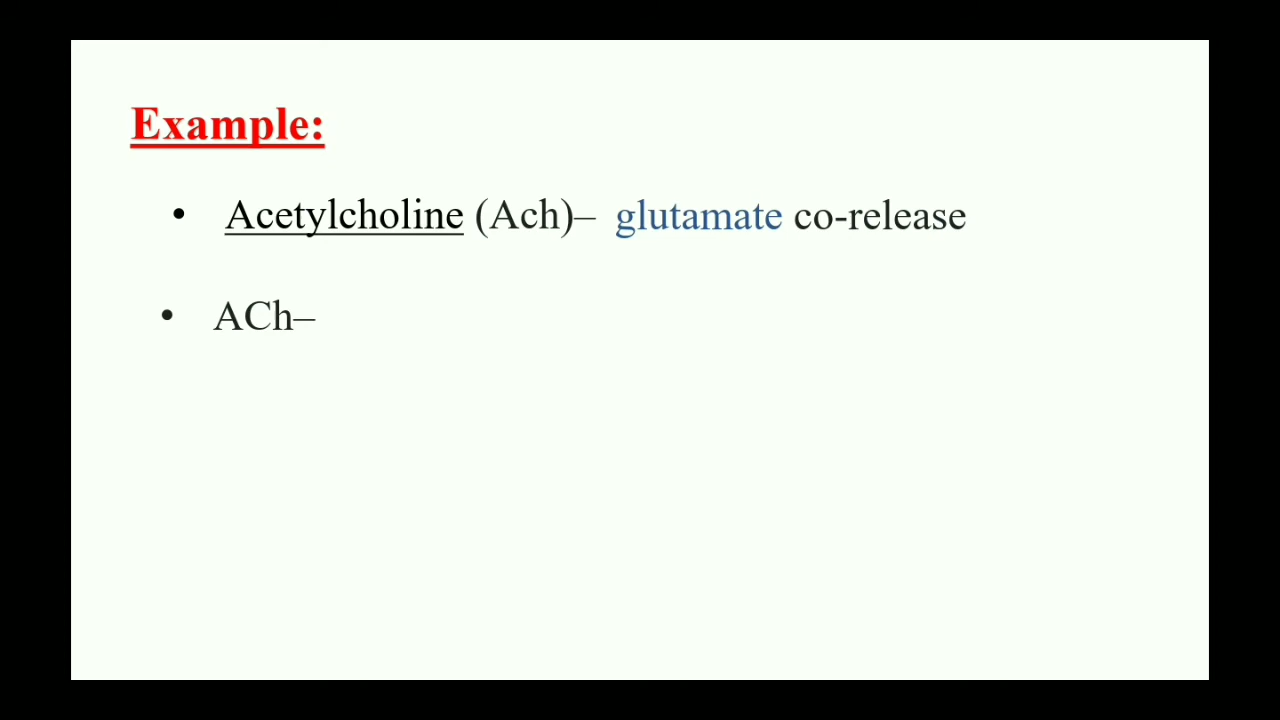 Example:
• Acetylcholine (Ach)– glutamate co-release
• ACh–